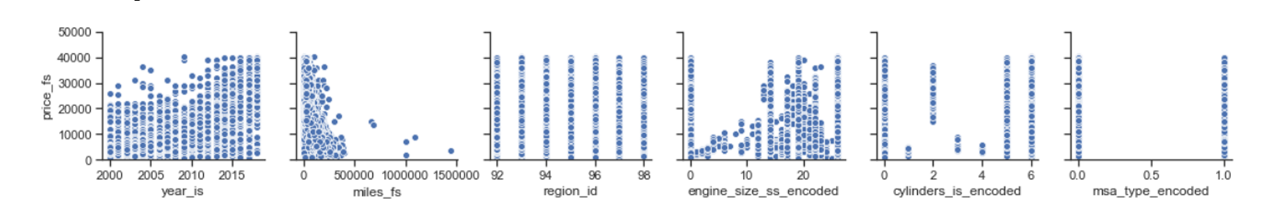 50000
40000
30000
20000
10000
0
price_fs
2000 2005 2010 2015
year_is
0 500000 1000000 1500000
miles_fs
92 94 96 98
region_id
0 10 20
engine_size_ss_encoded
0 2 4 6
cylinders_is_encoded
0.0 0.5 1.0
msa_type_encoded